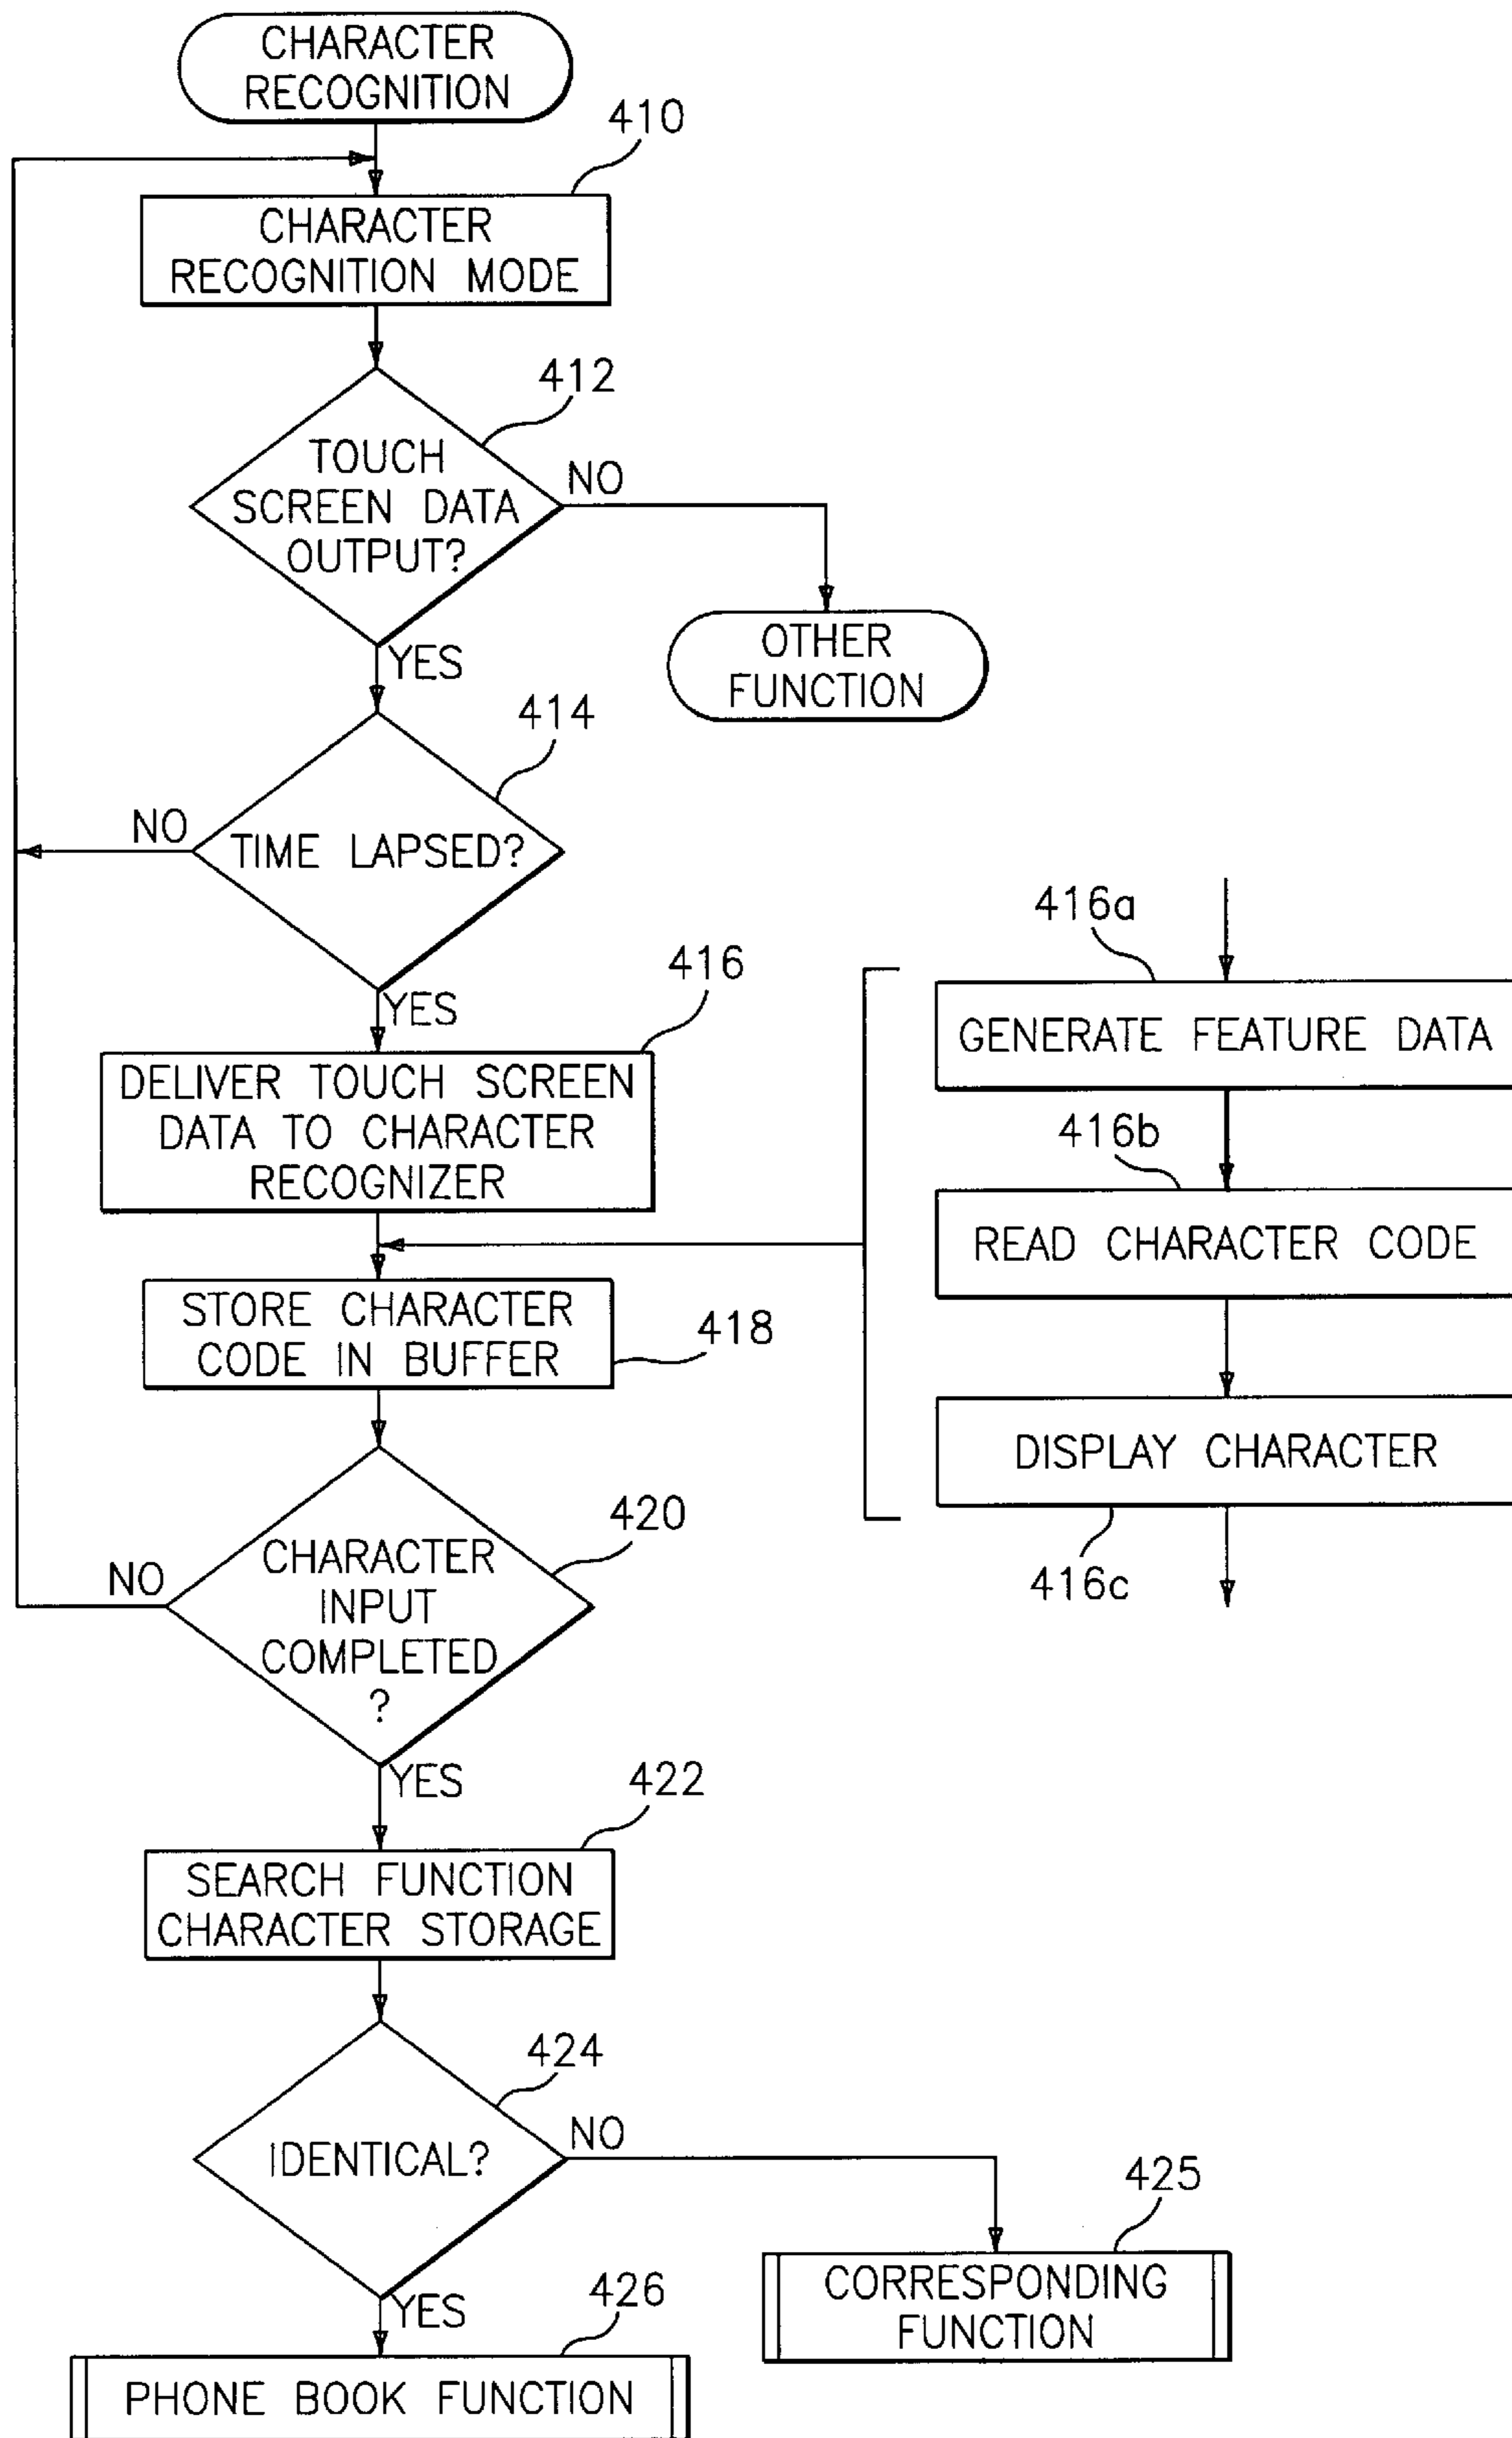 CHARACTER
RECOGNITION
410
CHARACTER
RECOGNITION MODE
412
TOUCH
SCREEN DATA
OUTPUT?
NO
YES
OTHER
FUNCTION
414
TIME LAPSED?
NO
YES
416
DELIVER TOUCH SCREEN
DATA TO CHARACTER
RECOGNIZER
416a
GENERATE FEATURE DATA
416b
READ CHARACTER CODE
DISPLAY CHARACTER
416c
STORE CHARACTER
CODE IN BUFFER
418
420
CHARACTER
INPUT
COMPLETED
?
NO
YES
422
SEARCH FUNCTION
CHARACTER STORAGE
424
IDENTICAL?
NO
YES
425
CORRESPONDING
FUNCTION
426
PHONE BOOK FUNCTION